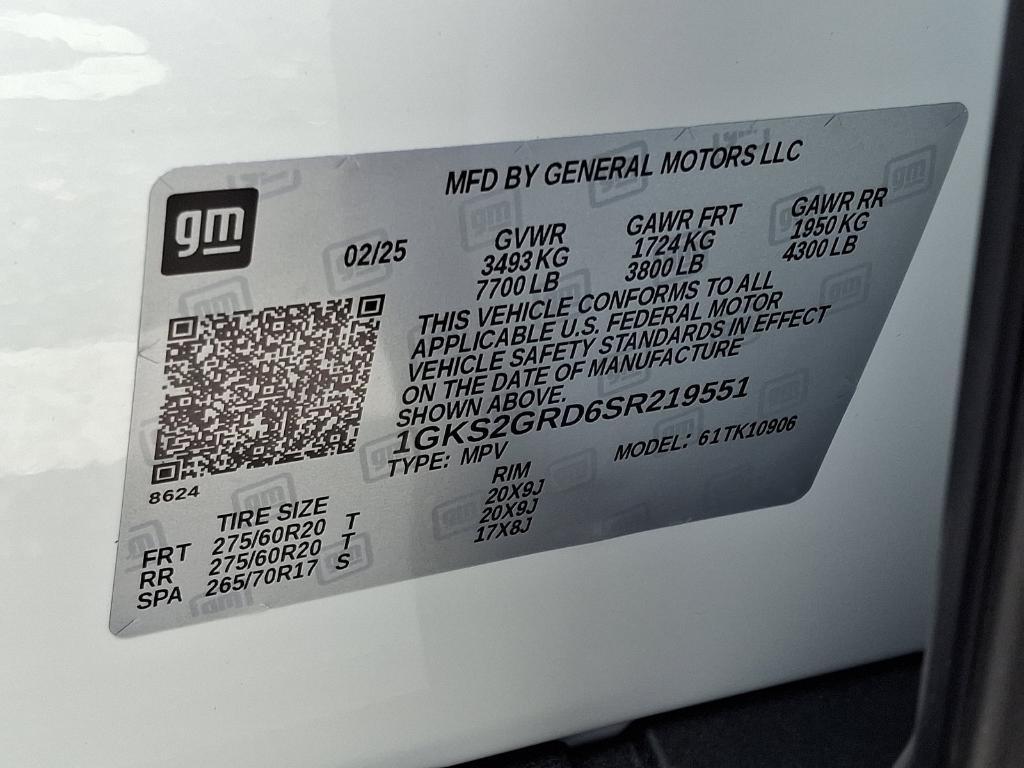 gm
MFD BY GENERAL MOTORS LLC
02/25
GVWR GAWR FRT GAWR RR
3493 KG 1724 KG 1950 KG
7700 LB 3800 LB 4300 LB
THIS VEHICLE CONFORMS TO ALL
APPLICABLE U.S. FEDERAL MOTOR
VEHICLE SAFETY STANDARDS IN EFFECT
ON THE DATE OF MANUFACTURE
SHOWN ABOVE.
1GKS2GRD6SR219551
TYPE: MPV MODEL: 61TK10906
8624
TIRE SIZE RIM
FRT 275/60R20 T 20X9J
RR 275/60R20 T 20X9J
SPA 265/70R17 S 17X8J